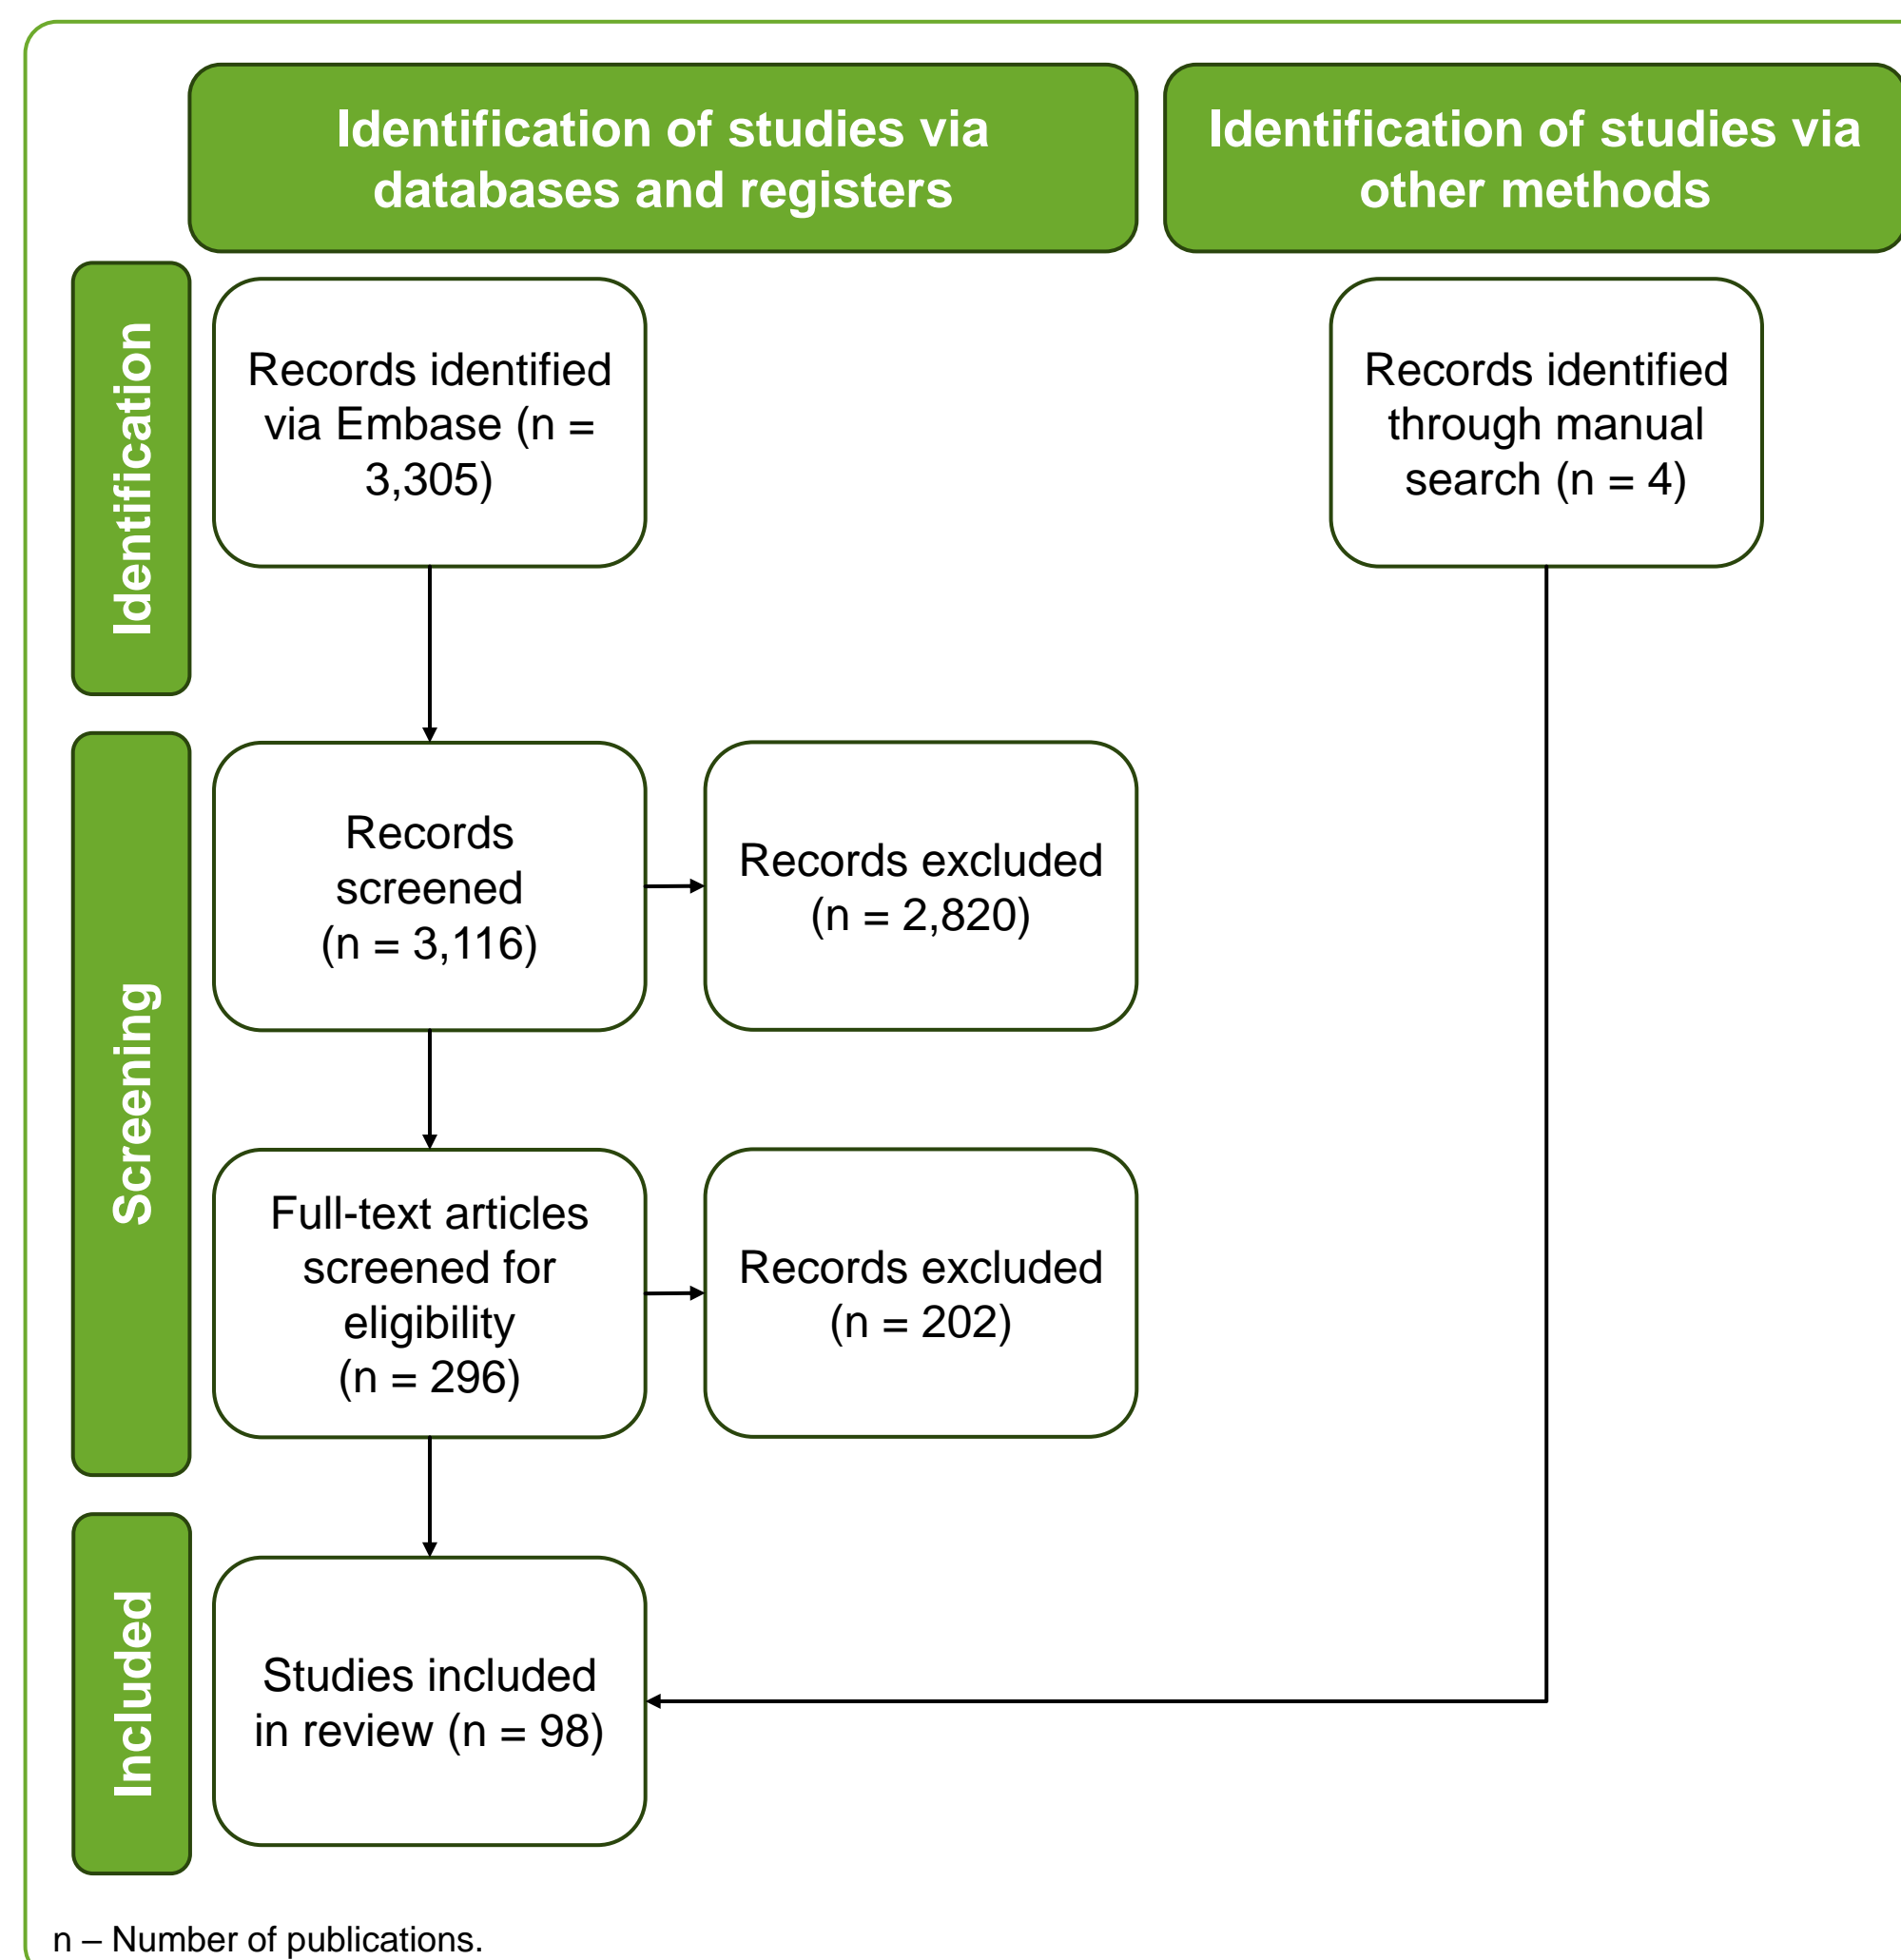 Identification of studies via
databases and registers
Identification of studies via
other methods
Identification
Records identified
via Embase (n =
3,305)
Records identified
through manual
search (n = 4)
Screening
Records
screened
(n = 3,116)
Records excluded
(n = 2,820)
Full-text articles
screened for
eligibility
(n = 296)
Records excluded
(n = 202)
Included
Studies included
in review (n = 98)
n – Number of publications.